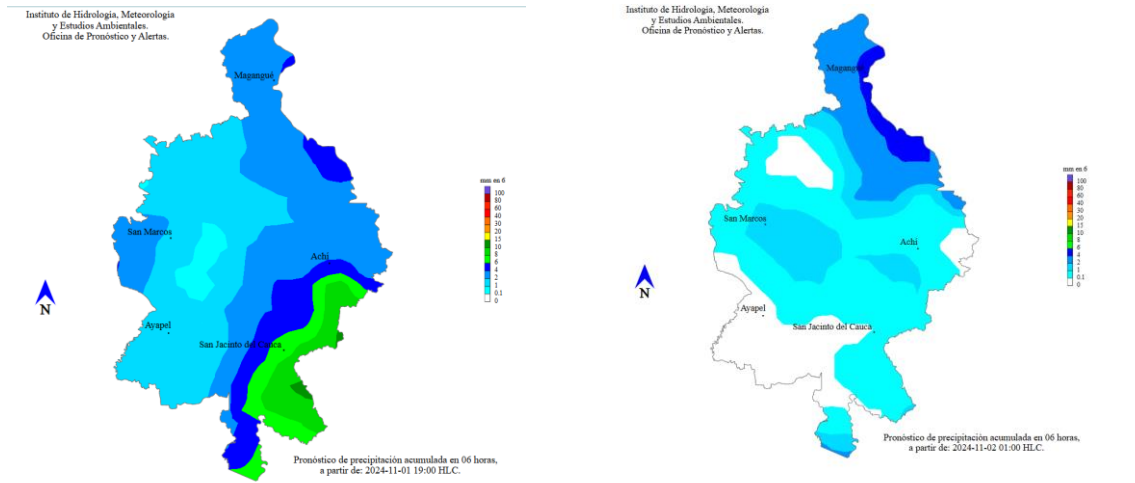 Instituto de Hidrología, Meteorología
y Estudios Ambientales.
Oficina de Pronóstico y Alertas.
Magangué
San Marcos
Achí
Ayapel
San Jacinto del Cauca
N
mm en 6
100
80
60
40
30
20
15
10
8
6
4
2
1
0.1
0
Pronóstico de precipitación acumulada en 06 horas,
a partir de: 2024-11-01 19:00 HLC.
Instituto de Hidrología, Meteorología
y Estudios Ambientales.
Oficina de Pronóstico y Alertas.
Magangué
San Marcos
Achí
Ayapel
San Jacinto del Cauca
N
mm en 6
100
80
60
40
30
20
15
10
8
6
4
2
1
0.1
0
Pronóstico de precipitación acumulada en 06 horas,
a partir de: 2024-11-02 01:00 HLC.